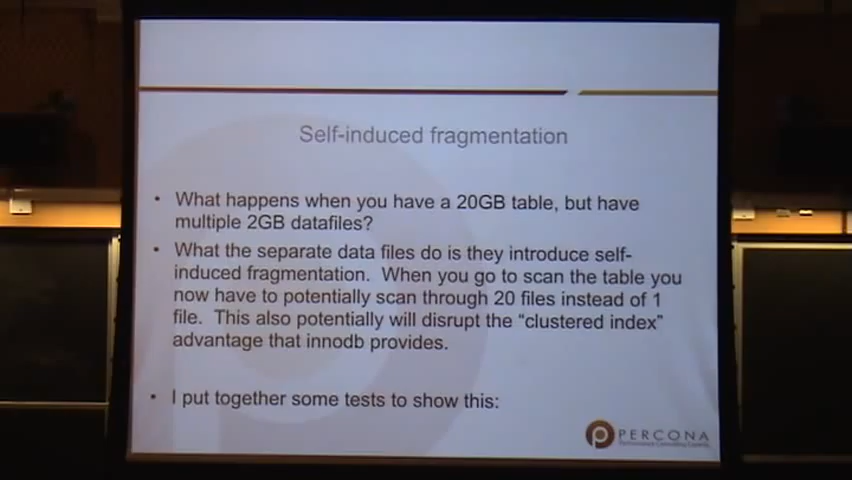 Self-induced fragmentation
• What happens when you have a 20GB table, but have
multiple 2GB datafiles?
• What the separate data files do is they introduce self-
induced fragmentation.  When you go to scan the table you
now have to potentially scan through 20 files instead of 1
file.  This also potentially will disrupt the “clustered index”
advantage that innodb provides.
• I put together some tests to show this:
PERCONA